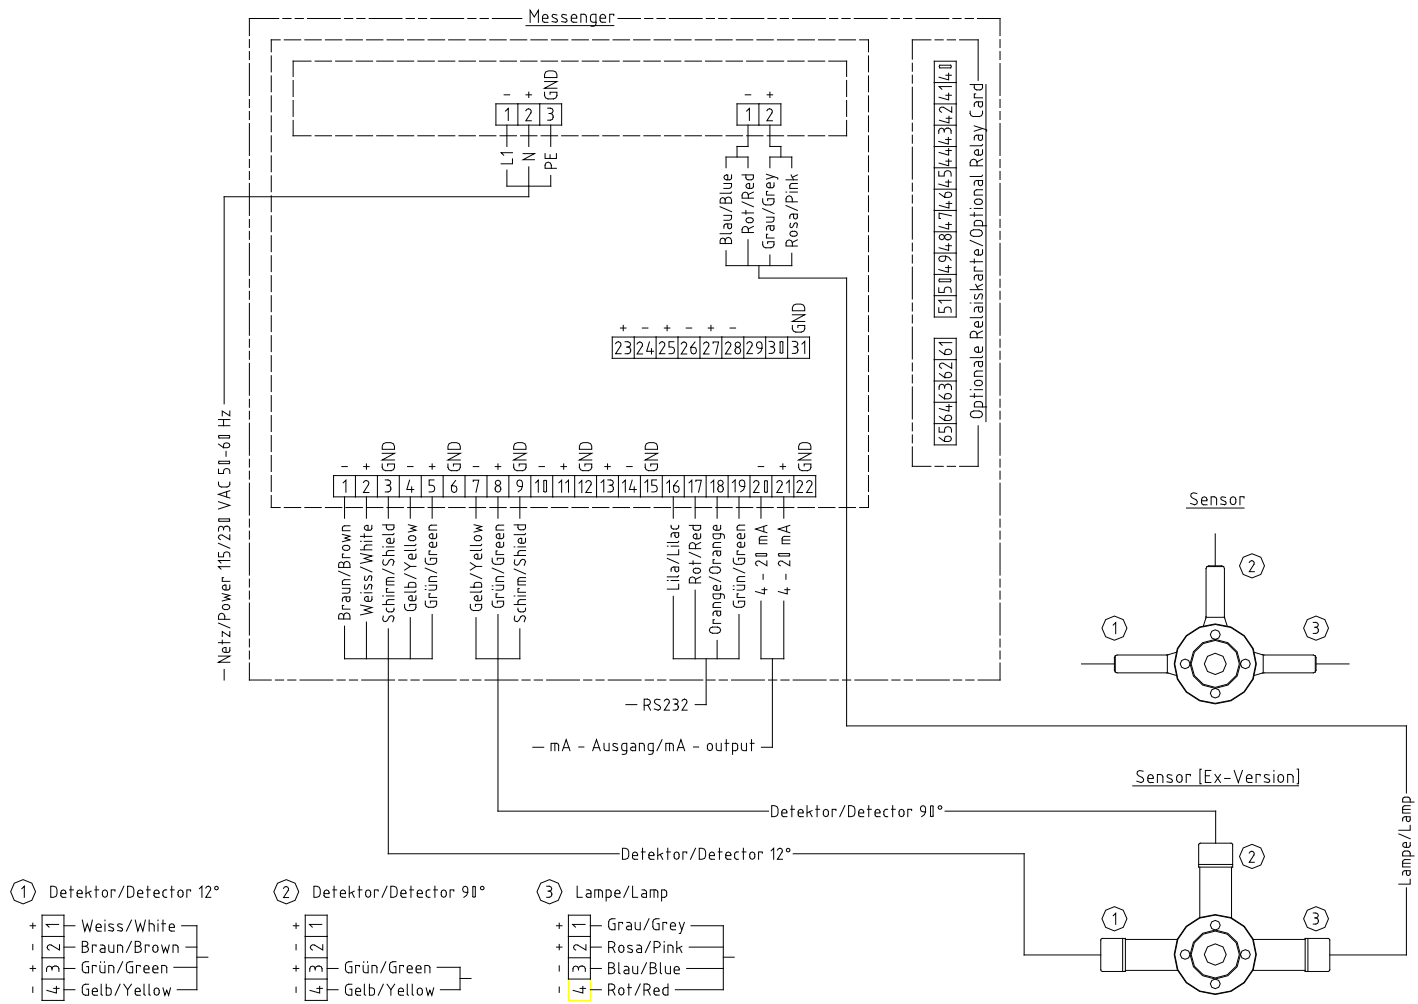 Messenger
- + GND
1 2 3
L1 N PE
- +
1 2
Blau/Blue
Rot/Red
Grau/Grey
Rosa/Pink
40 41 42 43 44 45 46 47 48 49 50 51
61 62 63 64 65
Optionale Relaiskarte/Optional Relay Card
+ - + - + - GND
23 24 25 26 27 28 29 30 31
Netz/Power 115/230 VAC 50-60 Hz
- + GND - + GND - + GND - + GND + - GND - + GND
1 2 3 4 5 6 7 8 9 10 11 12 13 14 15 16 17 18 19 20 21 22
Braun/Brown
Weiss/White
Schirm/Shield
Gelb/Yellow
Grün/Green
Gelb/Yellow
Grün/Green
Schirm/Shield
Lila/Lilac
Rot/Red
Orange/Orange
Grün/Green
4 - 20 mA
4 - 20 mA
RS232
mA - Ausgang/mA - output
Sensor
2
1
3
Sensor [Ex-Version]
Detektor/Detector 90°
Detektor/Detector 12°
Lampe/Lamp
2
1
3
1 Detektor/Detector 12°
+ 1 Weiss/White
- 2 Braun/Brown
+ 3 Grün/Green
- 4 Gelb/Yellow
2 Detektor/Detector 90°
+ 1
- 2
+ 3 Grün/Green
- 4 Gelb/Yellow
3 Lampe/Lamp
+ 1 Grau/Grey
+ 2 Rosa/Pink
- 3 Blau/Blue
- 4 Rot/Red